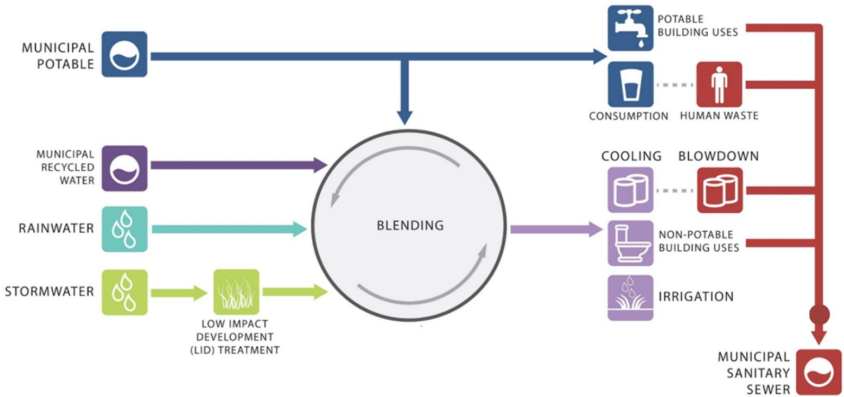 MUNICIPAL
POTABLE
POTABLE
BUILDING USES
CONSUMPTION
HUMAN WASTE
MUNICIPAL
RECYCLED
WATER
COOLING
BLOWDOWN
RAINWATER
BLENDING
NON-POTABLE
BUILDING USES
STORMWATER
LOW IMPACT
DEVELOPMENT
(LID) TREATMENT
IRRIGATION
MUNICIPAL
SANITARY
SEWER